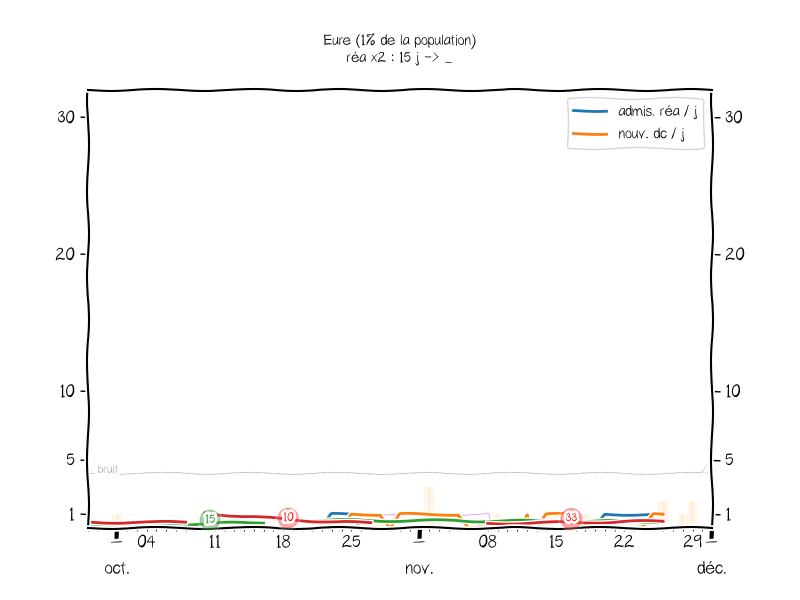 Eure (1% de la population)
réa x2 : 15 j -> _
admis. réa / j
nouv. dc / j
30
30
20
20
10
10
5
5
bruit
1
1
15
10
33
04
11
18
25
08
15
22
29
oct.
nov.
déc.